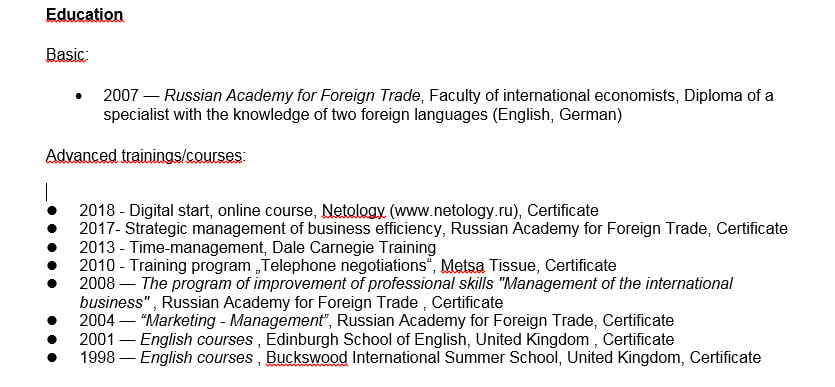 Education
Basic:
• 2007 — Russian Academy for Foreign Trade, Faculty of international economists, Diploma of a
specialist with the knowledge of two foreign languages (English, German)
Advanced trainings/courses:
● 2018 - Digital start, online course, Netology (www.netology.ru), Certificate
● 2017- Strategic management of business efficiency, Russian Academy for Foreign Trade, Certificate
● 2013 - Time-management, Dale Carnegie Training
● 2010 - Training program „Telephone negotiations“, Metsa Tissue, Certificate
● 2008 — The program of improvement of professional skills "Management of the international
business" , Russian Academy for Foreign Trade , Certificate
● 2004 — “Marketing - Management”, Russian Academy for Foreign Trade, Certificate
● 2001 — English courses , Edinburgh School of English, United Kingdom , Certificate
● 1998 — English courses , Buckswood International Summer School, United Kingdom, Certificate